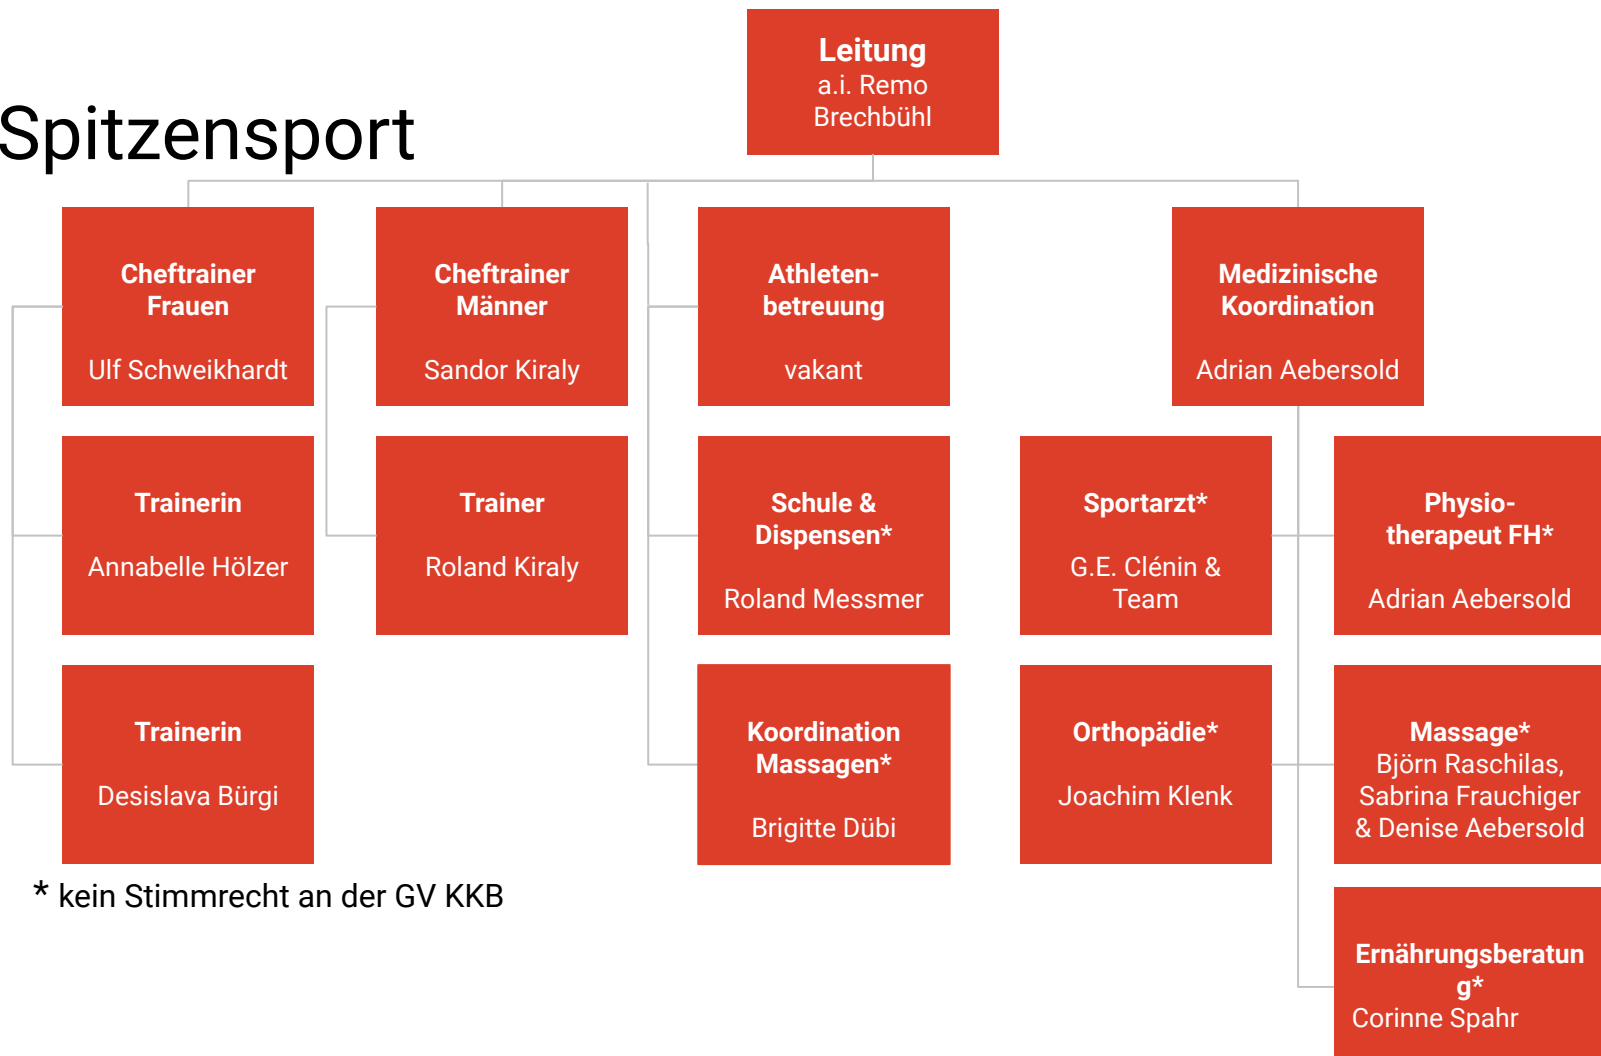 Leitung
a.i. Remo
Brechbühl
Spitzensport
Cheftrainer
Frauen
Ulf Schweikhardt
Cheftrainer
Männer
Sandor Kiraly
Athleten-
betreuung
vakant
Medizinische
Koordination
Adrian Aebersold
Trainerin
Annabelle Hölzer
Trainer
Roland Kiraly
Schule &
Dispensen*
Roland Messmer
Sportarzt*
G.E. Clénin &
Team
Physio-
therapeut FH*
Adrian Aebersold
Trainerin
Desislava Bürgi
Koordination
Massagen*
Brigitte Dübi
Orthopädie*
Joachim Klenk
Massage*
Björn Raschilas,
Sabrina Frauchiger
& Denise Aebersold
* kein Stimmrecht an der GV KKB
Ernährungsberatun
g*
Corinne Spahr